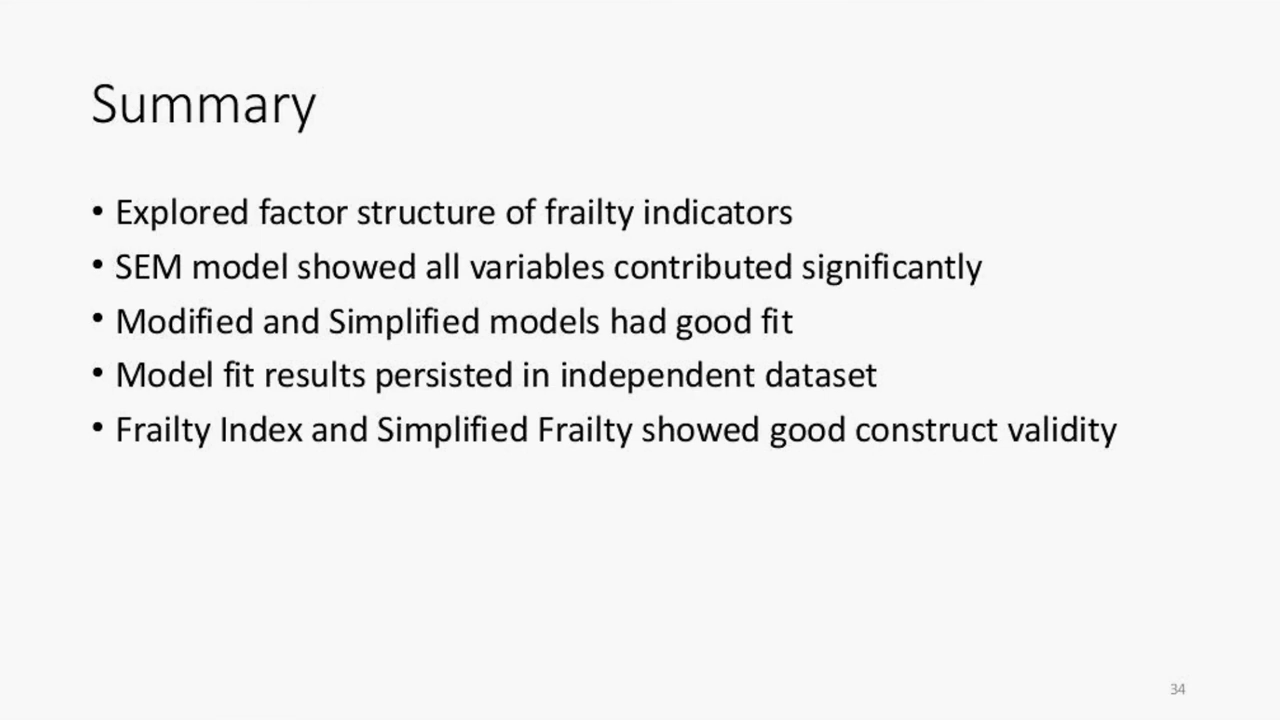 Summary
• Explored factor structure of frailty indicators
• SEM model showed all variables contributed significantly
• Modified and Simplified models had good fit
• Model fit results persisted in independent dataset
• Frailty Index and Simplified Frailty showed good construct validity
34